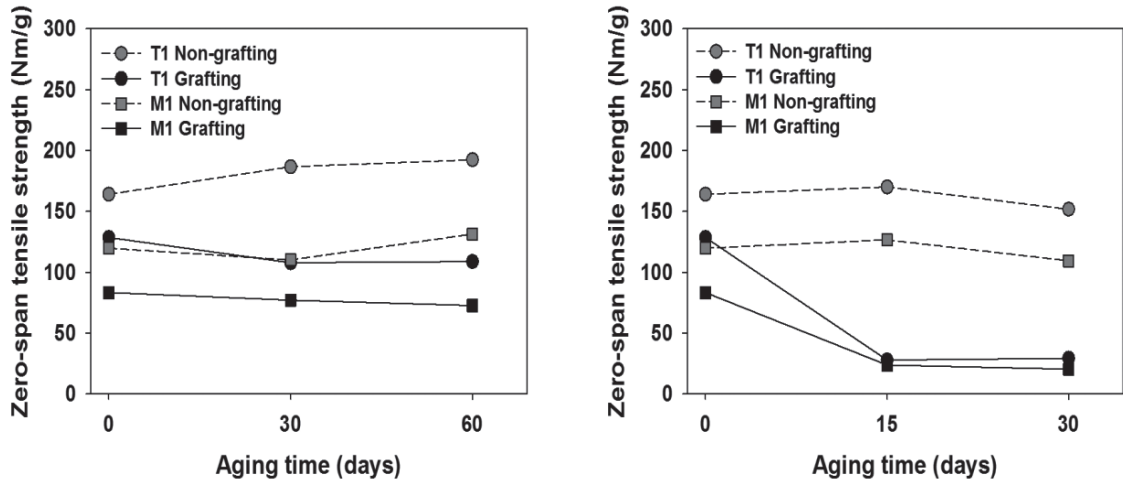 Zero-span tensile strength (Nm/g)
300
250
200
150
100
50
0
T1 Non-grafting
T1 Grafting
M1 Non-grafting
M1 Grafting
0 30 60
Aging time (days)
Zero-span tensile strength (Nm/g)
300
250
200
150
100
50
0
T1 Non-grafting
T1 Grafting
M1 Non-grafting
M1 Grafting
0 15 30
Aging time (days)